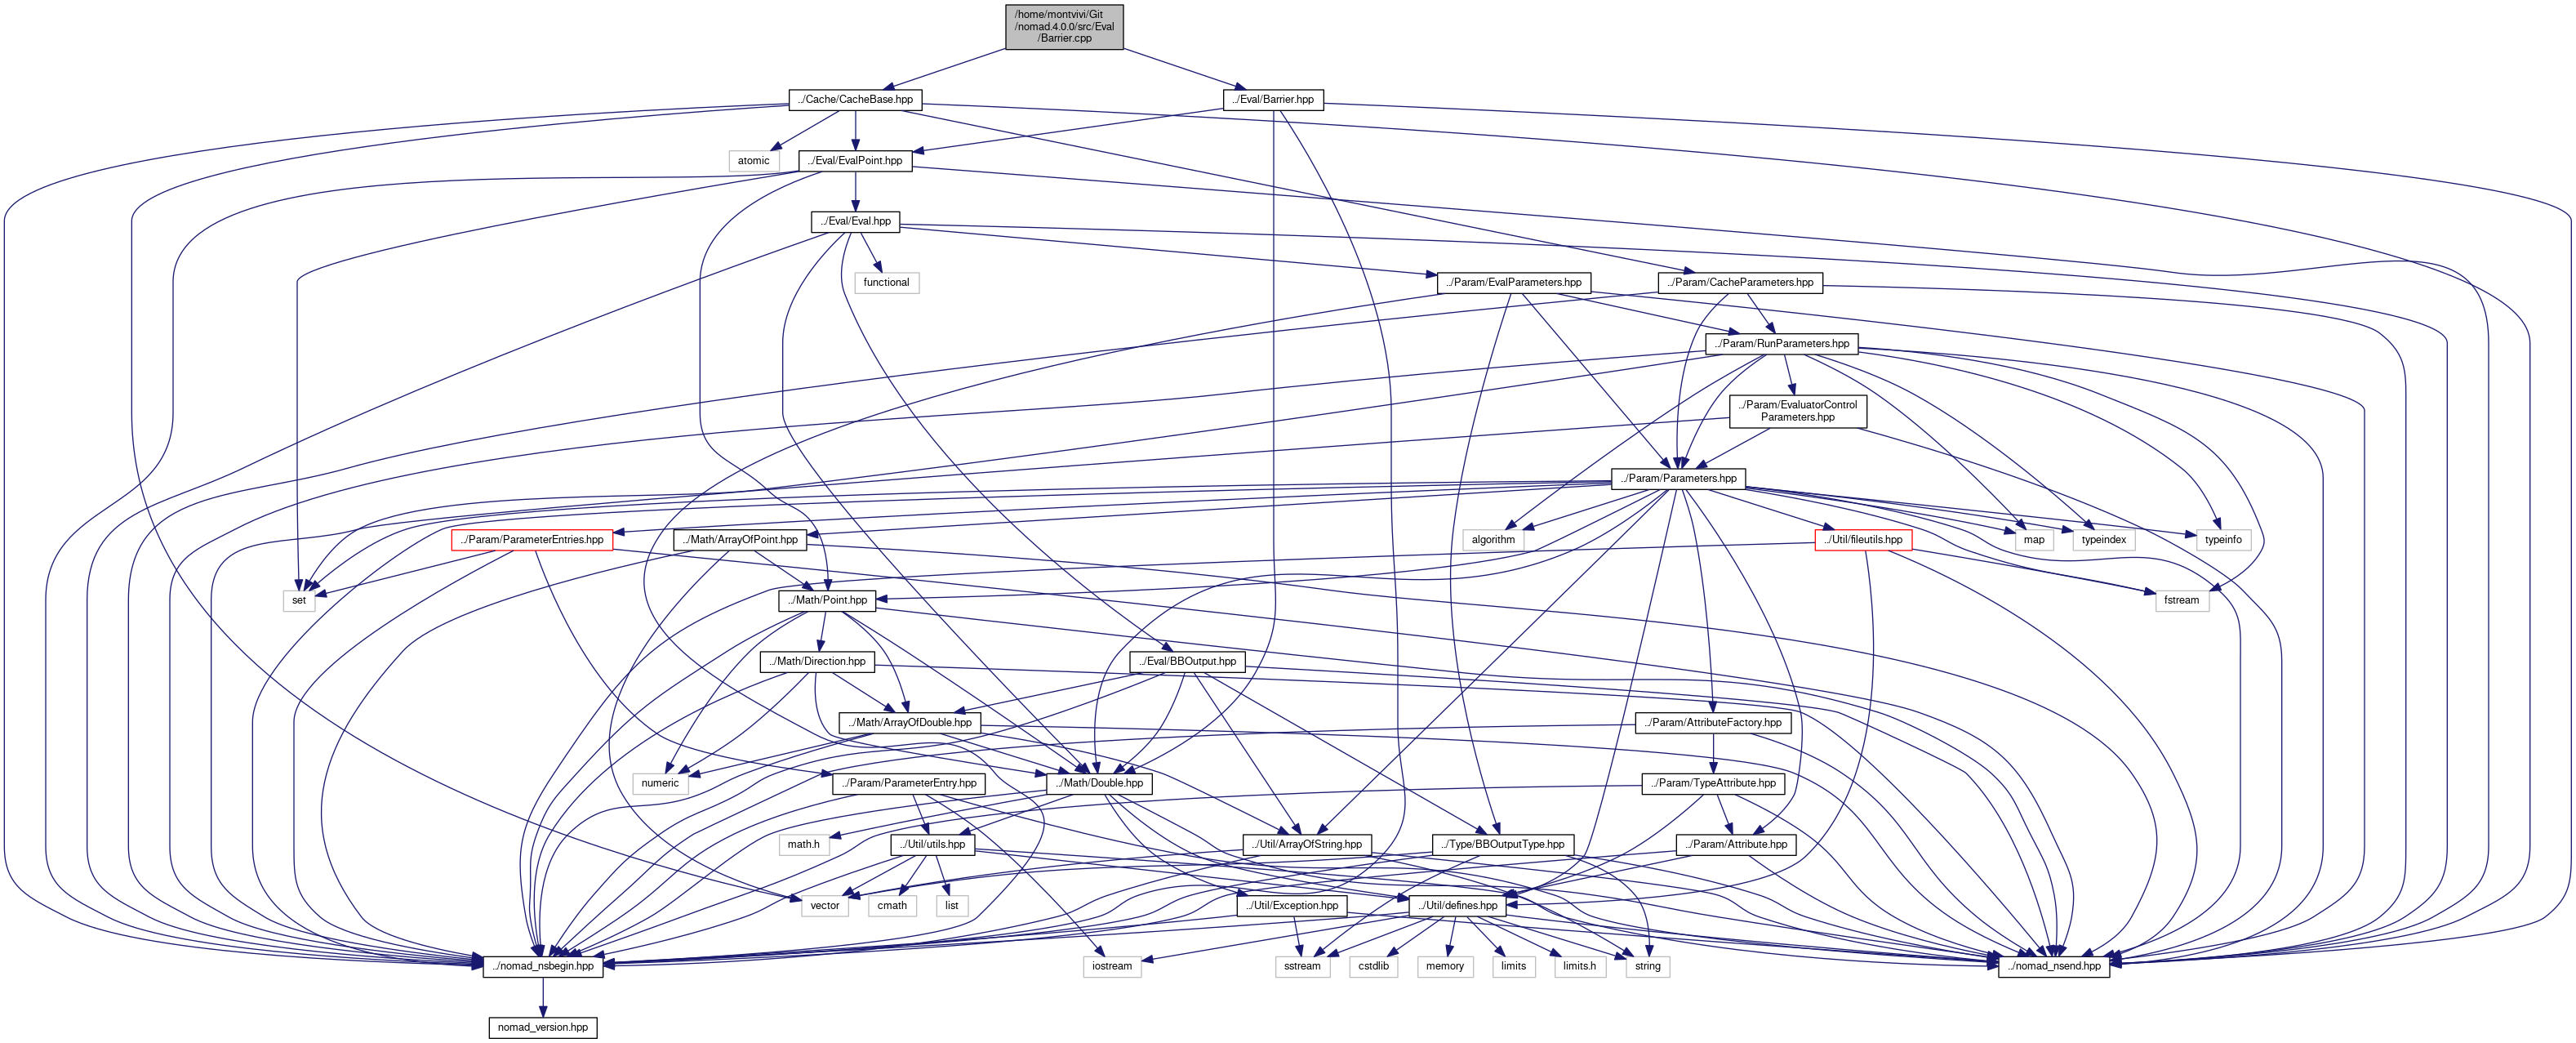 /home/montvivi/Git
/nomad.4.0.0/src/Eval
/Barrier.cpp
../Cache/CacheBase.hpp
../Eval/Barrier.hpp
atomic
../Eval/EvalPoint.hpp
../Eval/Eval.hpp
functional
../Param/EvalParameters.hpp
../Param/CacheParameters.hpp
../Param/RunParameters.hpp
../Param/EvaluatorControl
Parameters.hpp
../Param/Parameters.hpp
../Param/ParameterEntries.hpp
../Math/ArrayOfPoint.hpp
algorithm
../Util/fileutils.hpp
map
typeindex
typeinfo
set
../Math/Point.hpp
fstream
../Math/Direction.hpp
../Eval/BBOutput.hpp
../Math/ArrayOfDouble.hpp
../Param/AttributeFactory.hpp
numeric
../Param/ParameterEntry.hpp
../Math/Double.hpp
../Param/TypeAttribute.hpp
math.h
../Util/utils.hpp
../Util/ArrayOfString.hpp
../Type/BBOutputType.hpp
../Param/Attribute.hpp
vector
cmath
list
../Util/Exception.hpp
../Util/defines.hpp
../nomad_nsbegin.hpp
iostream
sstream
cstdlib
memory
limits
limits.h
string
../nomad_nsend.hpp
nomad_version.hpp